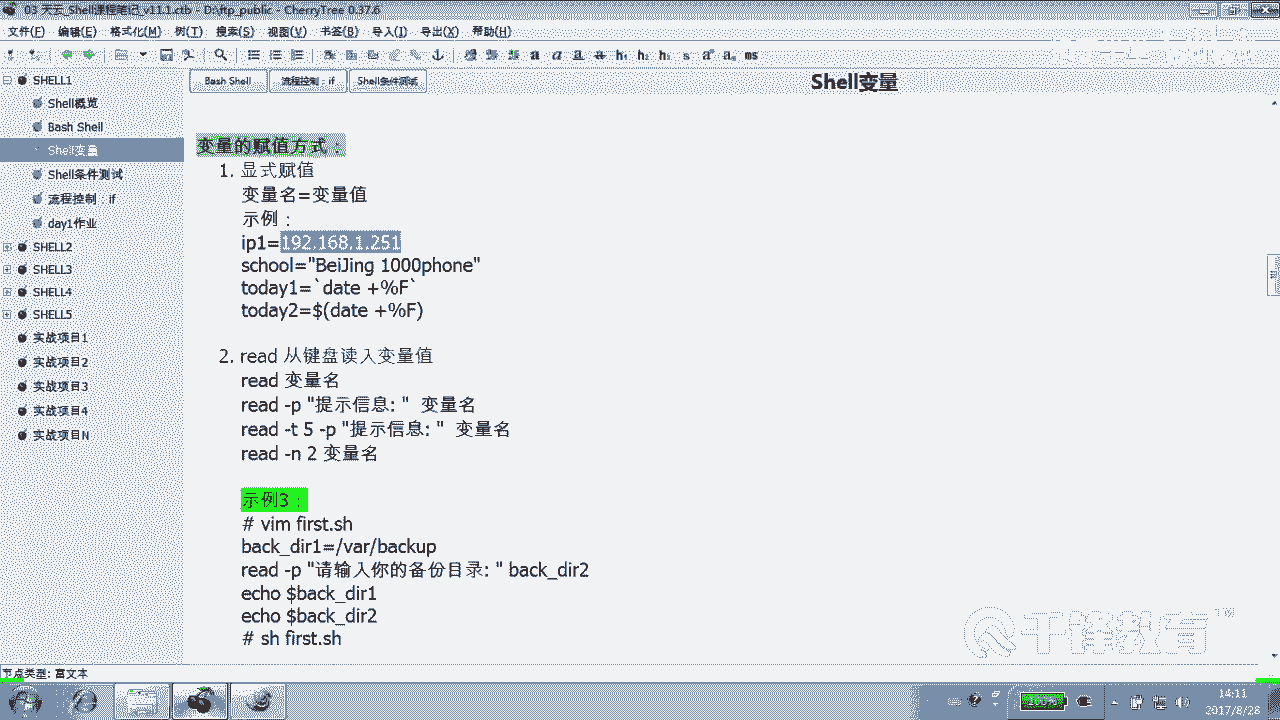 03 天云_Shell课程笔记_v11.1.ctb - D:\ftp_public - CherryTree 0.37.6
文件(F) 编辑(E) 格式化(M) 树(T) 搜索(S) 视图(V) 书签(B) 导入(I) 导出(X) 帮助(H)
h₁ h₂ h₃ s aª aₐ ms
SHELL1
Shell概览
Bash Shell
Shell变量
Shell条件测试
流程控制：if
day1作业
SHELL2
SHELL3
SHELL4
SHELL5
实战项目1
实战项目2
实战项目3
实战项目4
实战项目N
Bash Shell 流程控制：if Shell条件测试
Shell变量
变量的赋值方式：
1. 显式赋值
变量名=变量值
示例：
ip1=192.168.1.251
school="BeiJing 1000phone"
today1=`date +%F`
today2=$(date +%F)
2. read 从键盘读入变量值
read 变量名
read -p "提示信息: " 变量名
read -t 5 -p "提示信息: " 变量名
read -n 2 变量名
示例3：
# vim first.sh
back_dir1=/var/backup
read -p "请输入你的备份目录: " back_dir2
echo $back_dir1
echo $back_dir2
# sh first.sh
千锋教育
节点类型: 富文本
100%
14:11
2017/8/28